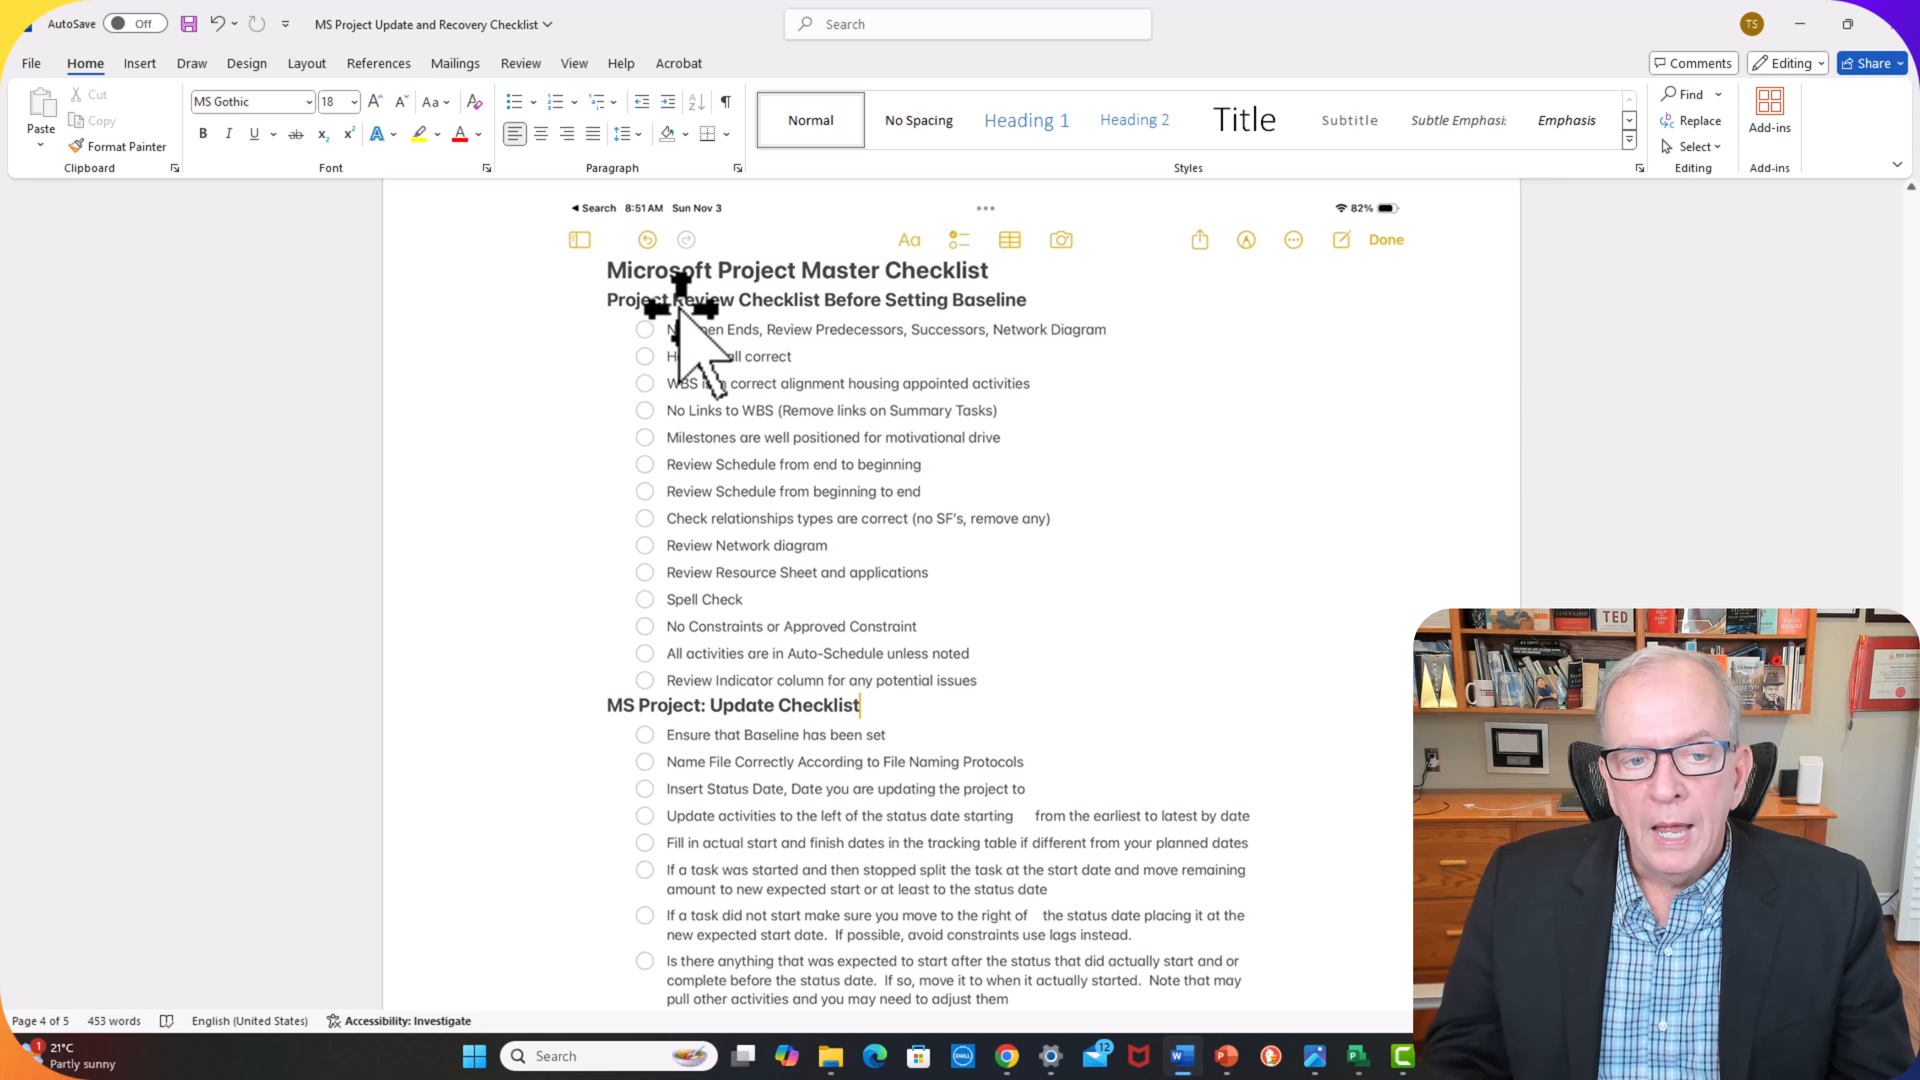 AutoSave Off MS Project Update and Recovery Checklist Search TS
File Home Insert Draw Design Layout References Mailings Review View Help Acrobat Comments Editing Share
Paste Cut Copy Format Painter
MS Gothic 18 Aa
Normal No Spacing Heading 1 Heading 2 Title Subtitle Subtle Emphasis Emphasis
Find Replace Select Add-ins
Clipboard Font Paragraph Styles Editing Add-ins
Search 8:51 AM Sun Nov 3 82%
Aa Done
Microsoft Project Master Checklist
Project Review Checklist Before Setting Baseline
Ends, Review Predecessors, Successors, Network Diagram
all correct
WBS correct alignment housing appointed activities
No Links to WBS (Remove links on Summary Tasks)
Milestones are well positioned for motivational drive
Review Schedule from end to beginning
Review Schedule from beginning to end
Check relationships types are correct (no SF's, remove any)
Review Network diagram
Review Resource Sheet and applications
Spell Check
No Constraints or Approved Constraint
All activities are in Auto-Schedule unless noted
Review Indicator column for any potential issues
MS Project: Update Checklist
Ensure that Baseline has been set
Name File Correctly According to File Naming Protocols
Insert Status Date, Date you are updating the project to
Update activities to the left of the status date starting from the earliest to latest by date
Fill in actual start and finish dates in the tracking table if different from your planned dates
If a task was started and then stopped split the task at the start date and move remaining
amount to new expected start or at least to the status date
If a task did not start make sure you move to the right of the status date placing it at the
new expected start date. If possible, avoid constraints use lags instead.
Is there anything that was expected to start after the status that did actually start and or
complete before the status date. If so, move it to when it actually started. Note that may
pull other activities and you may need to adjust them
TED
Page 4 of 5 453 words English (United States) Accessibility: Investigate
1 21°C
Partly sunny
Search DELL 12